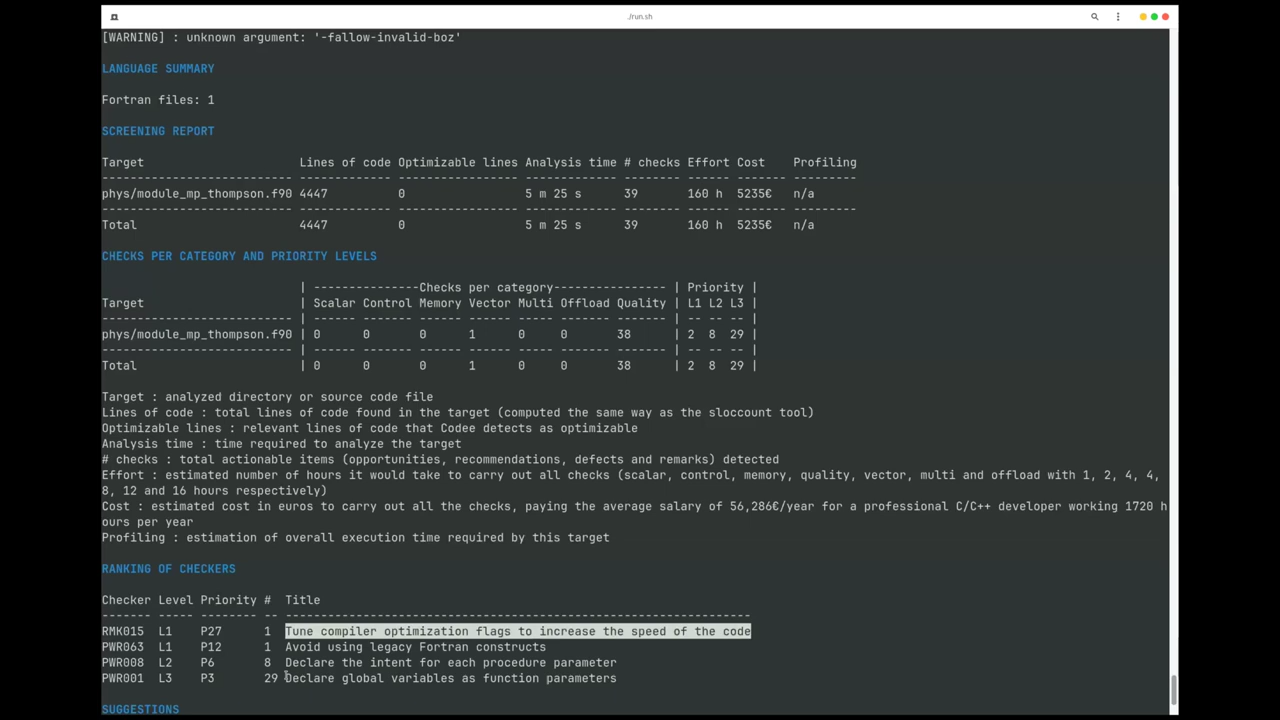 ./run.sh
[WARNING] : unknown argument: '-fallow-invalid-boz'
LANGUAGE SUMMARY
Fortran files: 1
SCREENING REPORT
Target Lines of code Optimizable lines Analysis time # checks Effort Cost Profiling
---------------------------- ------------- ----------------- ------------- -------- ------ ----- ---------
phys/module_mp_thompson.f90 4447 0 5 m 25 s 39 160 h 5235€ n/a
---------------------------- ------------- ----------------- ------------- -------- ------ ----- ---------
Total 4447 0 5 m 25 s 39 160 h 5235€ n/a
CHECKS PER CATEGORY AND PRIORITY LEVELS
| ---------------Checks per category---------------- | Priority |
Target | Scalar Control Memory Vector Multi Offload Quality | L1 L2 L3 |
--------------------------- | ------ ------- ------ ------ ----- ------- ------- | -- -- -- |
phys/module_mp_thompson.f90 | 0 0 0 1 0 0 38 | 2 8 29 |
--------------------------- | ------ ------- ------ ------ ----- ------- ------- | -- -- -- |
Total | 0 0 0 1 0 0 38 | 2 8 29 |
Target : analyzed directory or source code file
Lines of code : total lines of code found in the target (computed the same way as the sloccount tool)
Optimizable lines : relevant lines of code that Codee detects as optimizable
Analysis time : time required to analyze the target
# checks : total actionable items (opportunities, recommendations, defects and remarks) detected
Effort : estimated number of hours it would take to carry out all checks (scalar, control, memory, quality, vector, multi and offload with 1, 2, 4, 4,
8, 12 and 16 hours respectively)
Cost : estimated cost in euros to carry out all the checks, paying the average salary of 56,286€/year for a professional C/C++ developer working 1720 h
ours per year
Profiling : estimation of overall execution time required by this target
RANKING OF CHECKERS
Checker Level Priority # Title
------- ----- -------- -- ------------------------------------------------------------------
RMK015 L1 P27 1 Tune compiler optimization flags to increase the speed of the code
PWR063 L1 P12 1 Avoid using legacy Fortran constructs
PWR008 L2 P6 8 Declare the intent for each procedure parameter
PWR001 L3 P3 29 Declare global variables as function parameters
SUGGESTIONS